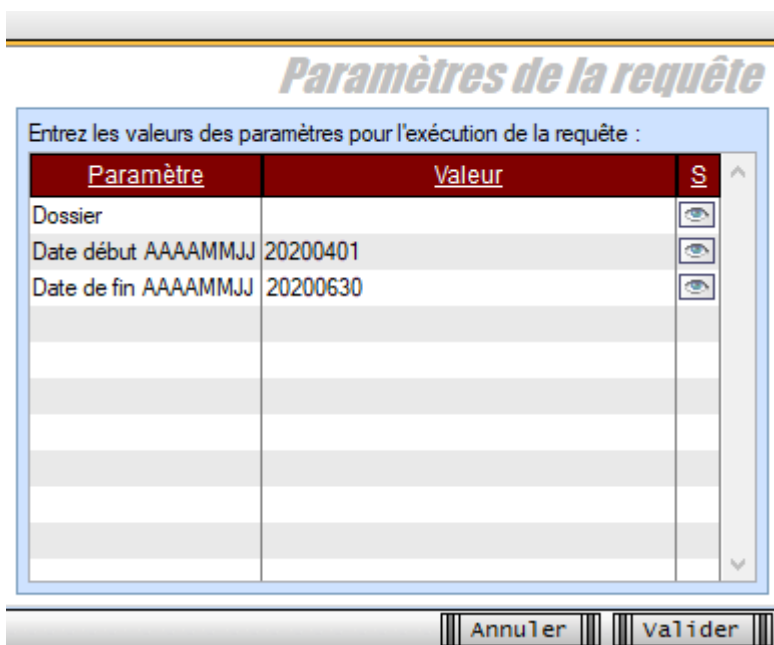 Paramètres de la requête
Entrez les valeurs des paramètres pour l'exécution de la requête :
Paramètre Valeur S
Dossier
Date début AAAAMMJJ 20200401
Date de fin AAAAMMJJ 20200630
Annuler Valider